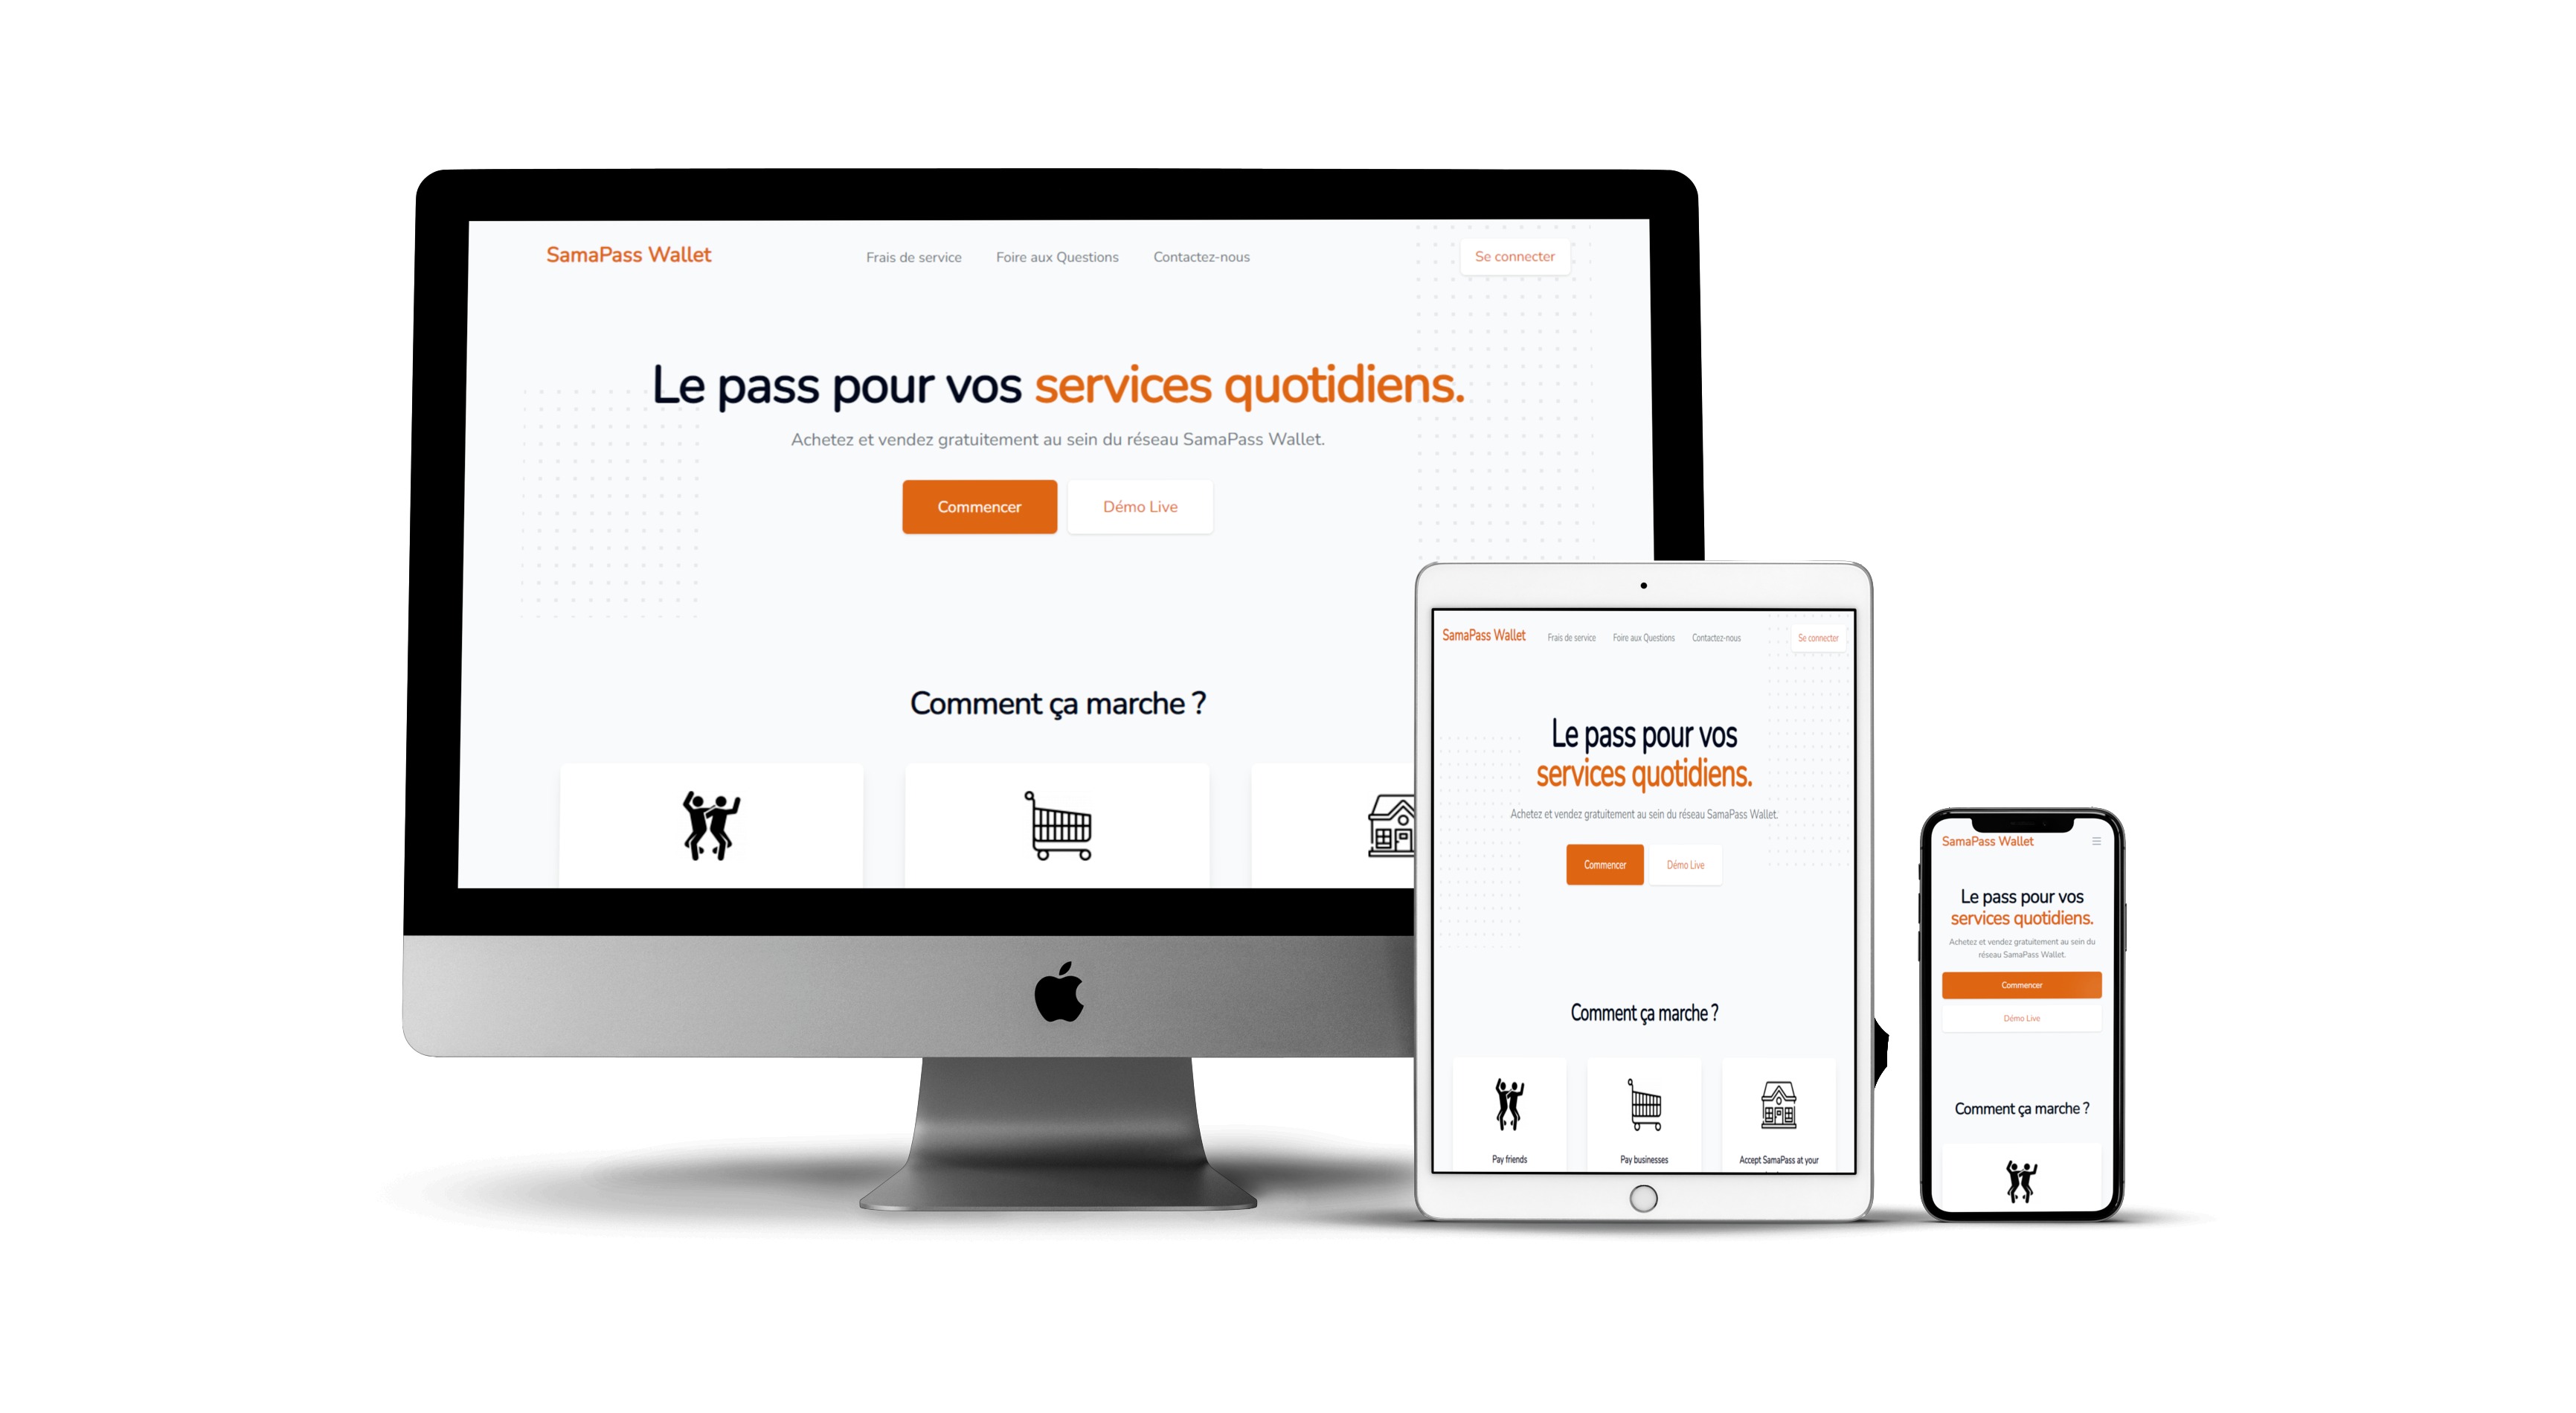 SamaPass Wallet
Frais de service
Foire aux Questions
Contactez-nous
Se connecter
Le pass pour vos services quotidiens.
Achetez et vendez gratuitement au sein du réseau SamaPass Wallet.
Commencer
Démo Live
Comment ça marche ?
SamaPass Wallet
Frais de service
Foire aux Questions
Contactez-nous
Se connecter
Le pass pour vos
services quotidiens.
Achetez et vendez gratuitement au sein du réseau SamaPass Wallet.
Commencer
Démo Live
Comment ça marche ?
Pay friends
Pay businesses
Accept SamaPass at your
SamaPass Wallet
Le pass pour vos
services quotidiens.
Achetez et vendez gratuitement au sein du
réseau SamaPass Wallet.
Commencer
Démo Live
Comment ça marche ?